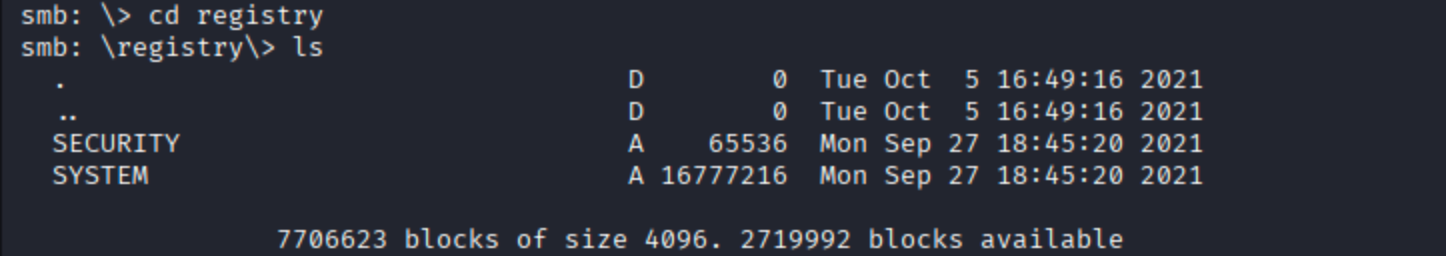 smb: \> cd registry
smb: \registry\> ls
. D 0 Tue Oct 5 16:49:16 2021
.. D 0 Tue Oct 5 16:49:16 2021
SECURITY A 65536 Mon Sep 27 18:45:20 2021
SYSTEM A 16777216 Mon Sep 27 18:45:20 2021
7706623 blocks of size 4096. 2719992 blocks available